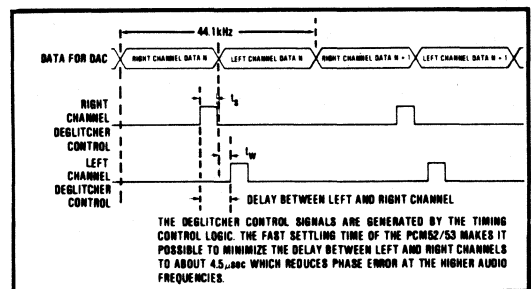 44.1kHz
DATA FOR DAC
RIGHT CHANNEL DATA N
LEFT CHANNEL DATA N
RIGHT CHANNEL DATA N + 1
LEFT CHANNEL DATA N + 1
RIGHT
CHANNEL
DEGLITCHER
CONTROL
ts
LEFT
CHANNEL
DEGLITCHER
CONTROL
tW
DELAY BETWEEN LEFT AND RIGHT CHANNEL
THE DEGLITCHER CONTROL SIGNALS ARE GENERATED BY THE TIMING
CONTROL LOGIC. THE FAST SETTLING TIME OF THE PCM52/53 MAKES IT
POSSIBLE TO MINIMIZE THE DELAY BETWEEN LEFT AND RIGHT CHANNELS
TO ABOUT 4.5µsec WHICH REDUCES PHASE ERROR AT THE HIGHER AUDIO
FREQUENCIES.